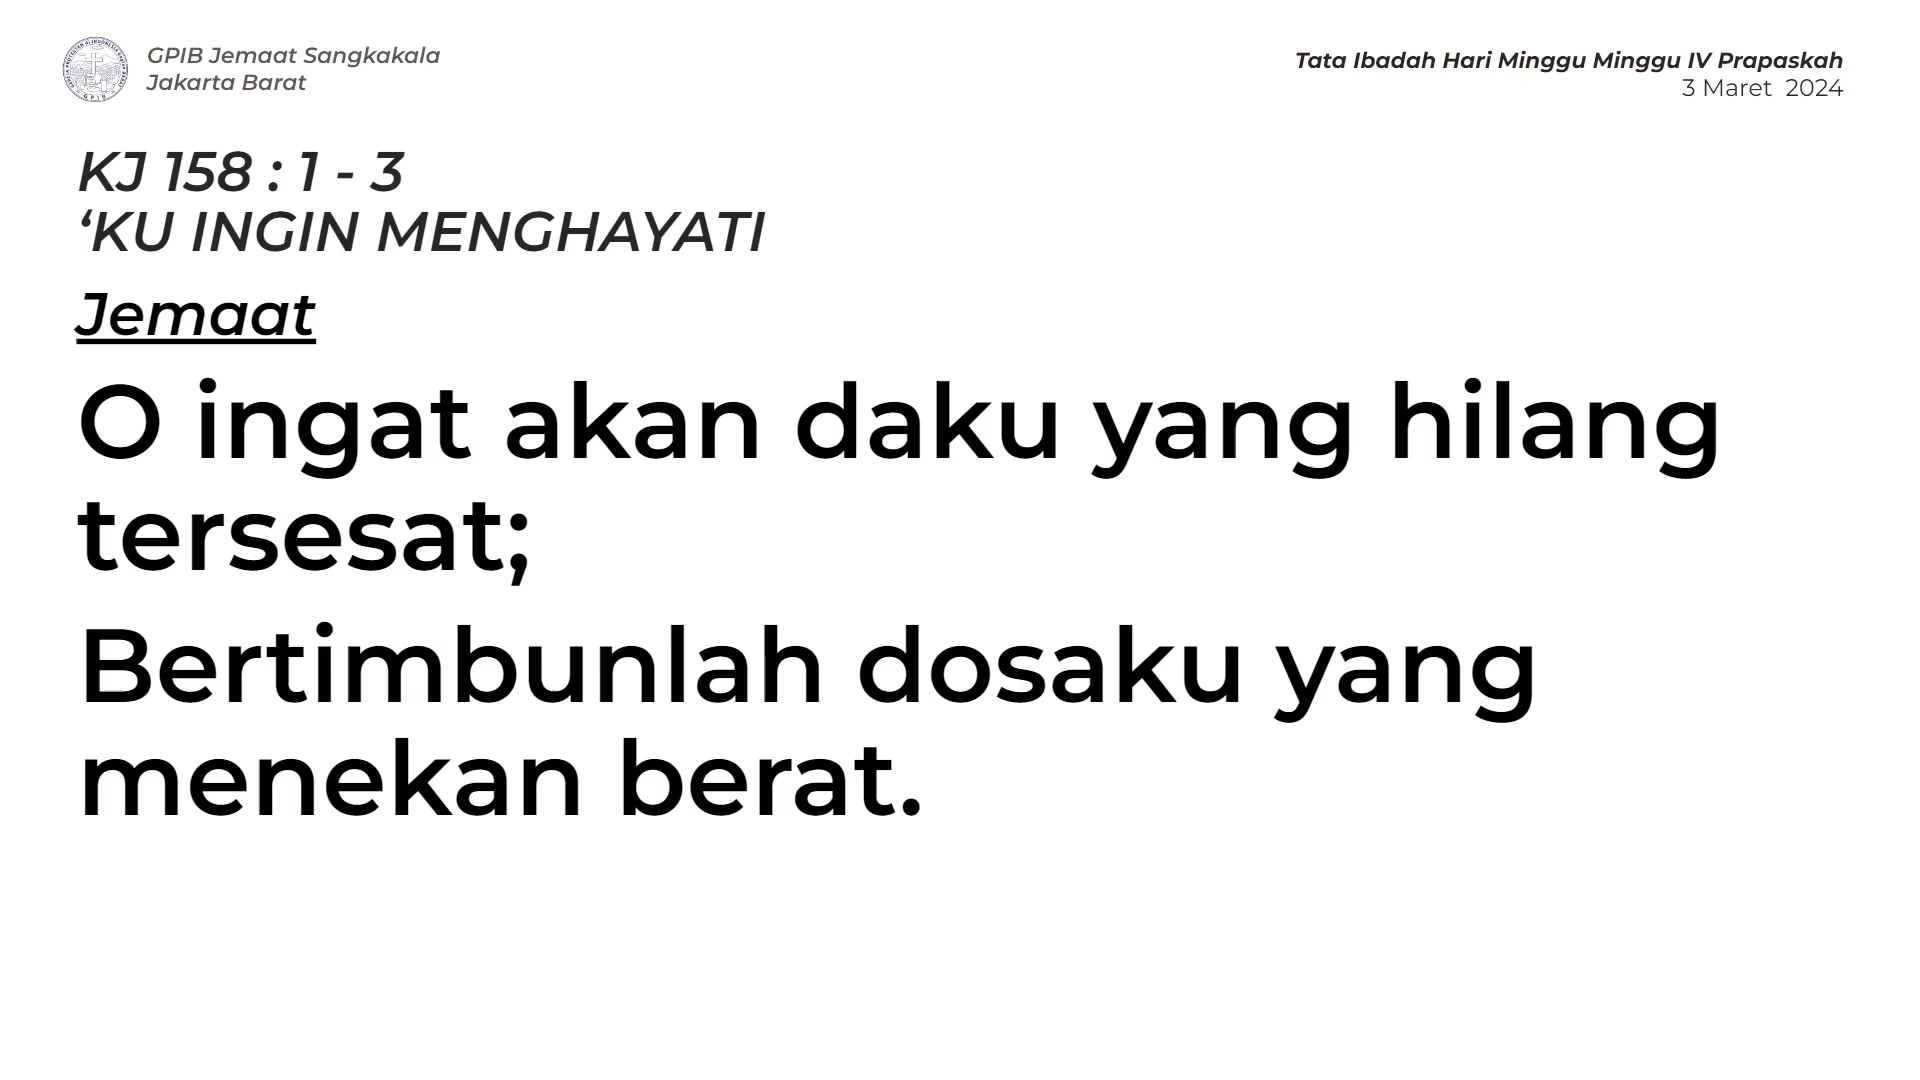 GPIB Jemaat Sangkakala
Jakarta Barat
Tata Ibadah Hari Minggu Minggu IV Prapaskah
3 Maret 2024
KJ 158 : 1 - 3
‘KU INGIN MENGHAYATI
Jemaat
O ingat akan daku yang hilang
tersesat;
Bertimbunlah dosaku yang
menekan berat.